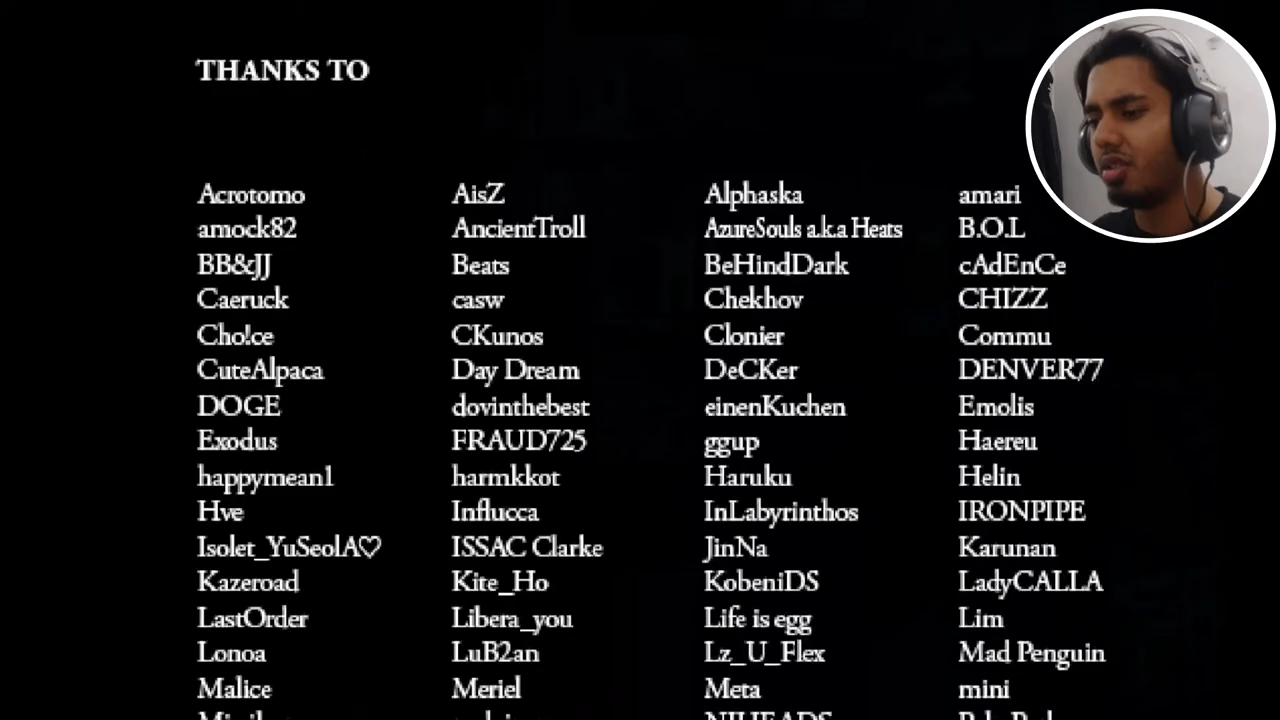 THANKS TO
Acrotomo AisZ Alphaska amari
amock82 AncientTroll AzureSouls a.k.a Heats B.O.L
BB&JJ Beats BeHindDark cAdEnCe
Caeruck casw Chekhov CHIZZ
Cho!ce CKunos Clonier Commu
CuteAlpaca Day Dream DeCKer DENVER77
DOGE dovinthebest einenKuchen Emolis
Exodus FRAUD725 ggup Haereu
happymean1 harmkkot Haruku Helin
Hve Influcca InLabyrinthos IRONPIPE
Isolet_YuSeolA♡ ISSAC Clarke JinNa Karunan
Kazeroad Kite_Ho KobeniDS LadyCALLA
LastOrder Libera_you Life is egg Lim
Lonoa LuB2an Lz_U_Flex Mad Penguin
Malice Meriel Meta mini